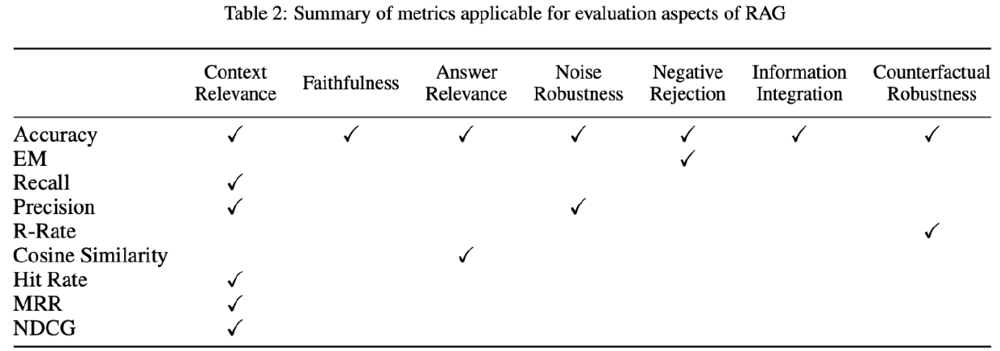 Table 2: Summary of metrics applicable for evaluation aspects of RAG
Context Relevance Faithfulness Answer Relevance Noise Robustness Negative Rejection Information Integration Counterfactual Robustness
Accuracy ✓ ✓ ✓ ✓ ✓ ✓ ✓
EM ✓
Recall ✓
Precision ✓ ✓
R-Rate ✓
Cosine Similarity ✓
Hit Rate ✓
MRR ✓
NDCG ✓